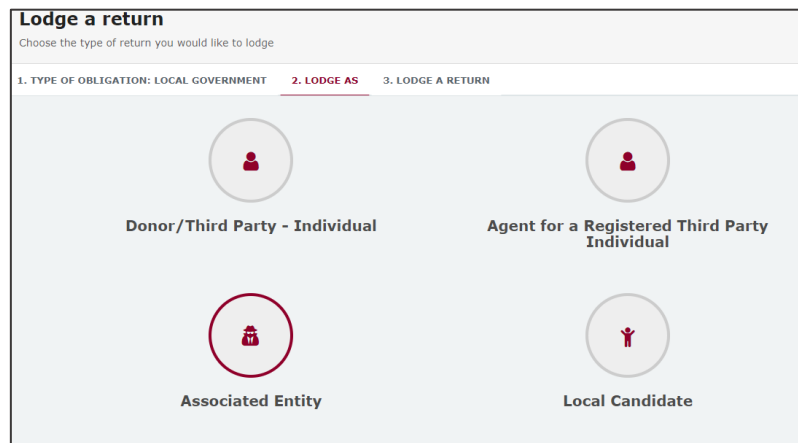 Lodge a return
Choose the type of return you would like to lodge
1. TYPE OF OBLIGATION: LOCAL GOVERNMENT 2. LODGE AS 3. LODGE A RETURN
Donor/Third Party - Individual
Agent for a Registered Third Party
Individual
Associated Entity
Local Candidate